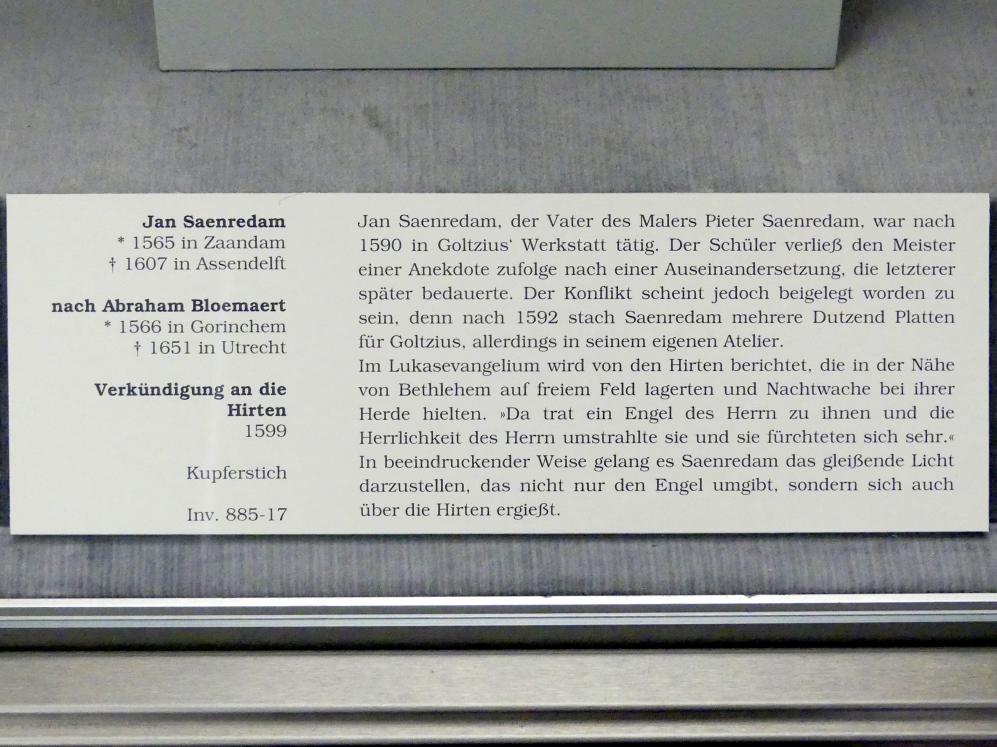 Jan Saenredam
* 1565 in Zaandam
† 1607 in Assendelft
nach Abraham Bloemaert
* 1566 in Gorinchem
† 1651 in Utrecht
Verkündigung an die
Hirten
1599
Kupferstich
Inv. 885-17
Jan Saenredam, der Vater des Malers Pieter Saenredam, war nach
1590 in Goltzius‘ Werkstatt tätig. Der Schüler verließ den Meister
einer Anekdote zufolge nach einer Auseinandersetzung, die letzterer
später bedauerte. Der Konflikt scheint jedoch beigelegt worden zu
sein, denn nach 1592 stach Saenredam mehrere Dutzend Platten
für Goltzius, allerdings in seinem eigenen Atelier.
Im Lukasevangelium wird von den Hirten berichtet, die in der Nähe
von Bethlehem auf freiem Feld lagerten und Nachtwache bei ihrer
Herde hielten. »Da trat ein Engel des Herrn zu ihnen und die
Herrlichkeit des Herrn umstrahlte sie und sie fürchteten sich sehr.«
In beeindruckender Weise gelang es Saenredam das gleißende Licht
darzustellen, das nicht nur den Engel umgibt, sondern sich auch
über die Hirten ergießt.